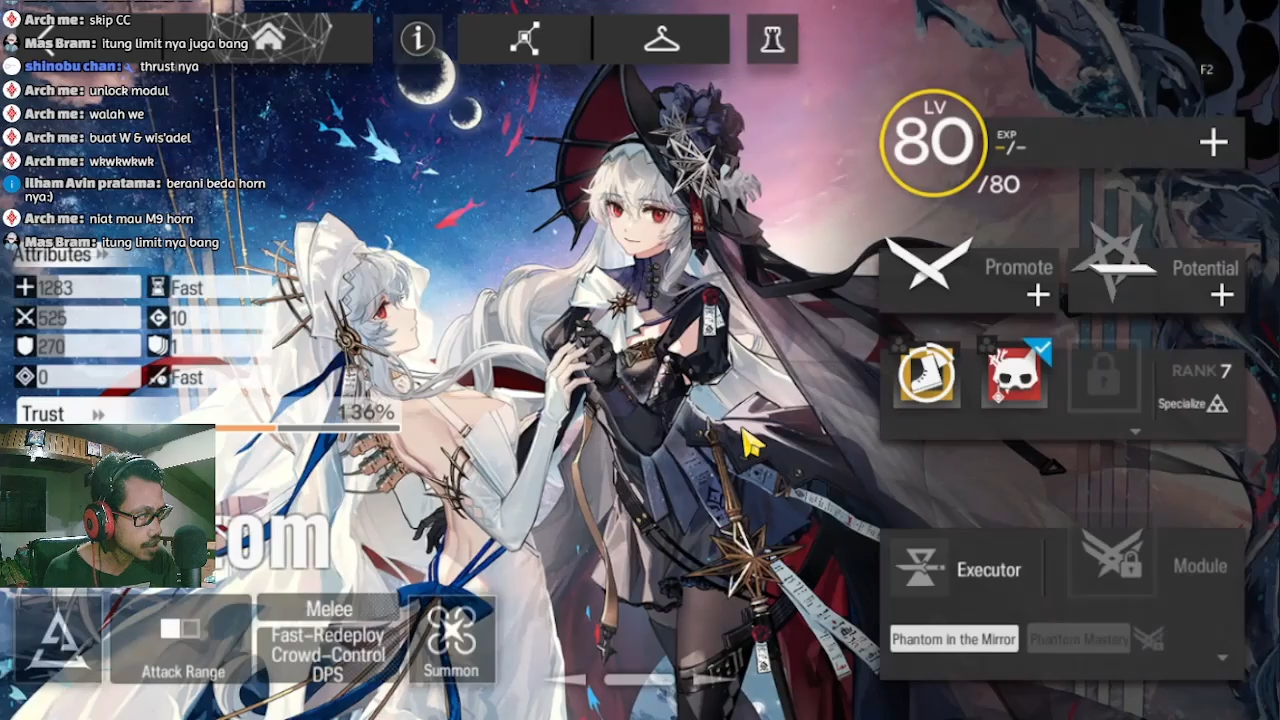 Arch me: skip CC
Mas Bram: itung limit nya juga bang
shinobu chan: thrust nya
Arch me: unlock modul
Arch me: walah we
Arch me: buat W & wis'adel
Arch me: wkwkwkwk
Ilham Avin pratama: berani beda horn
nya:)
Arch me: niat mau M9 horn
Mas Bram: itung limit nya bang
F2
LV
80
/80
EXP
-/-
Promote
Potential
Attributes
1283 Fast
525 10
270 1
0 Fast
Trust 136%
RANK 7
Specialize
.com
Executor
Module
Phantom in the Mirror
Phantom Mastery
Attack Range
Melee
Fast-Redeploy
Crowd-Control
DPS
Summon